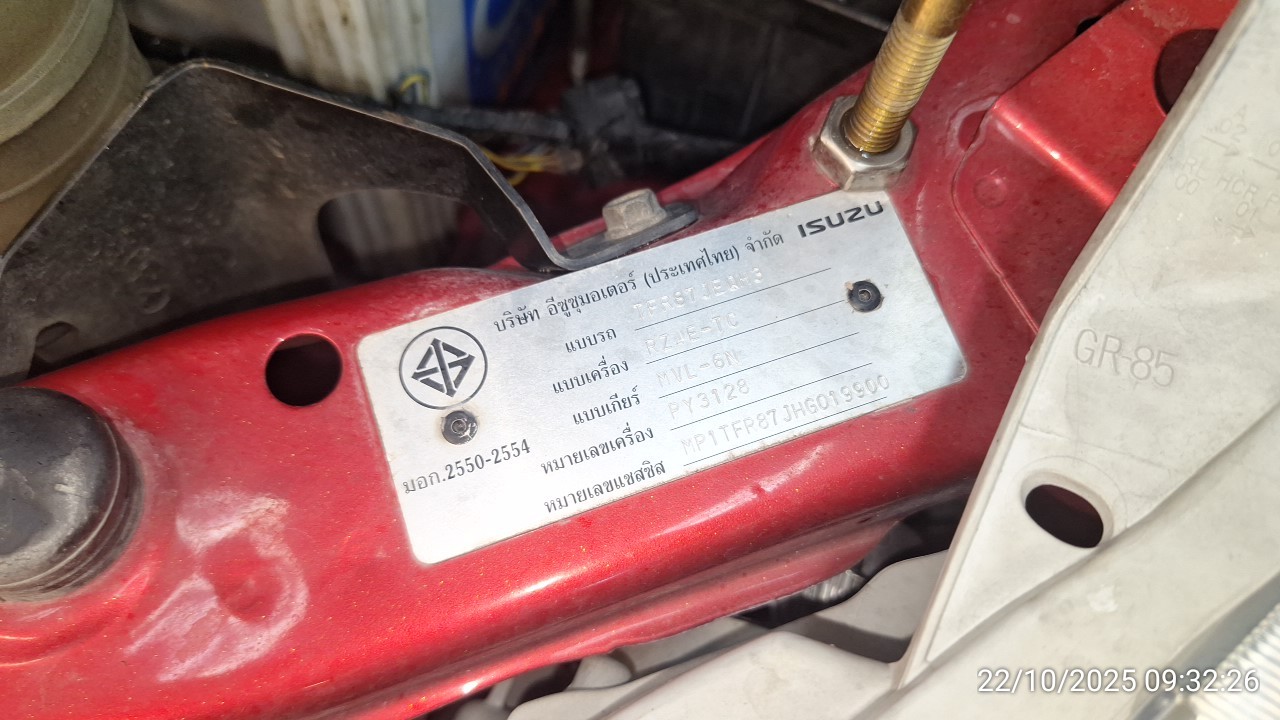 ISUZU
บริษัท อีซูซุมอเตอร์ (ประเทศไทย) จำกัด
แบบรถ
แบบเครื่อง RZ4E-TC
แบบเกียร์ MVL-6N
หมายเลขเครื่อง PY3128
หมายเลขแชสซิส MP1TFR87JHG019900
มอก.2550-2554
GR-85
22/10/2025 09:32:26